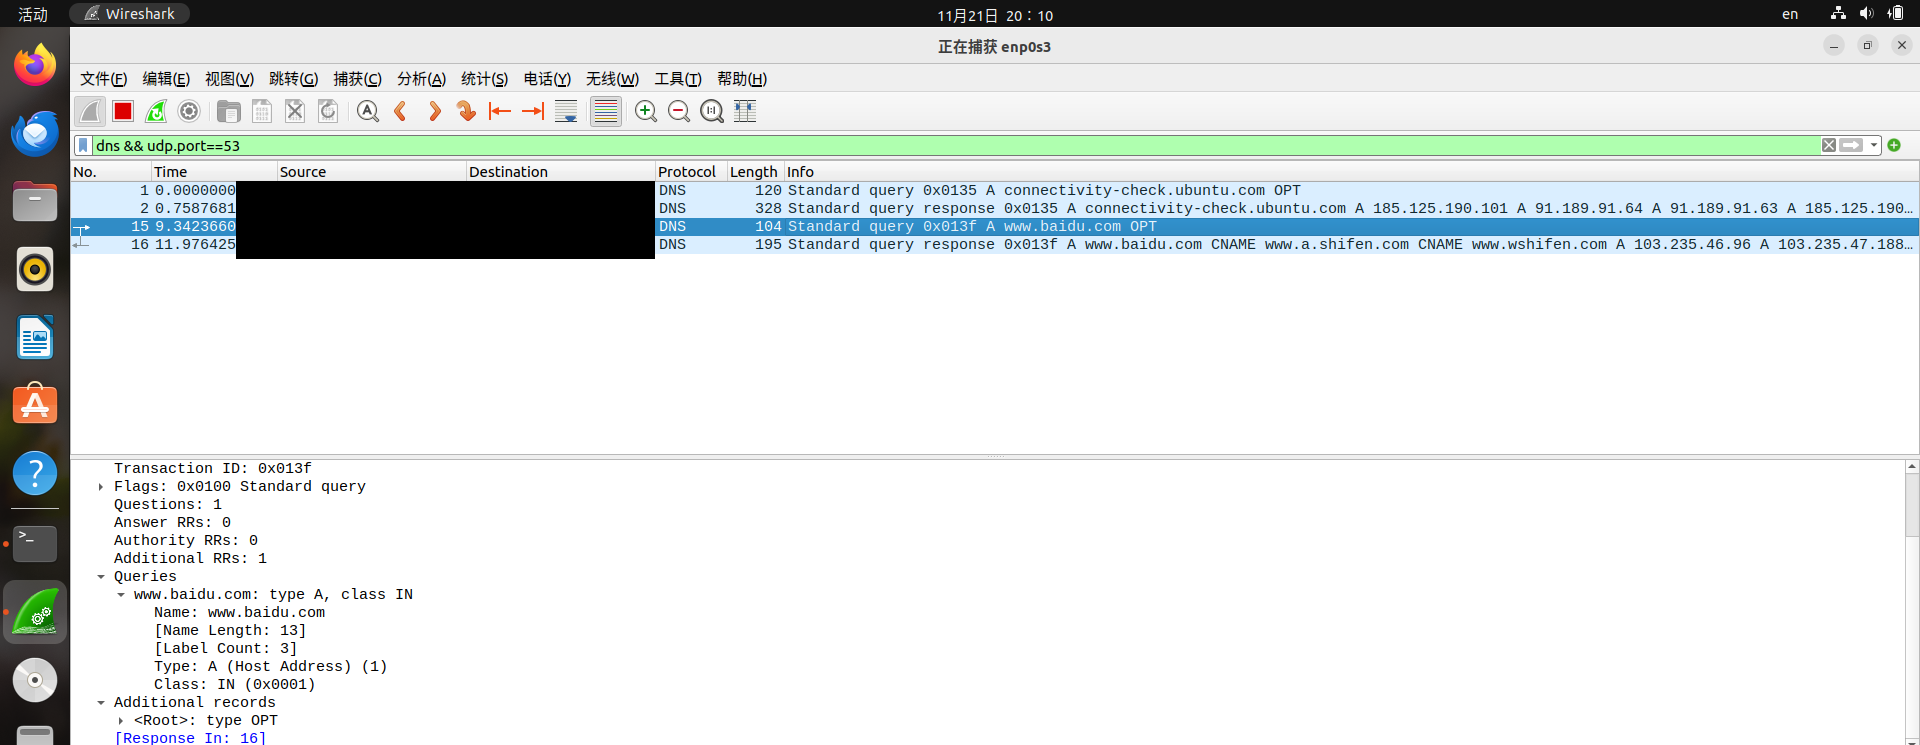 活动 Wireshark 11月21日 20：10 en
正在捕获 enp0s3
文件(F) 编辑(E) 视图(V) 跳转(G) 捕获(C) 分析(A) 统计(S) 电话(Y) 无线(W) 工具(T) 帮助(H)
dns && udp.port==53
No. Time Source Destination Protocol Length Info
1 0.0000000 DNS 120 Standard query 0x0135 A connectivity-check.ubuntu.com OPT
2 0.7587681 DNS 328 Standard query response 0x0135 A connectivity-check.ubuntu.com A 185.125.190.101 A 91.189.91.64 A 91.189.91.63 A 185.125.190…
15 9.3423660 DNS 104 Standard query 0x013f A www.baidu.com OPT
16 11.976425 DNS 195 Standard query response 0x013f A www.baidu.com CNAME www.a.shifen.com CNAME www.wshifen.com A 103.235.46.96 A 103.235.47.188…
Transaction ID: 0x013f
Flags: 0x0100 Standard query
Questions: 1
Answer RRs: 0
Authority RRs: 0
Additional RRs: 1
Queries
www.baidu.com: type A, class IN
Name: www.baidu.com
[Name Length: 13]
[Label Count: 3]
Type: A (Host Address) (1)
Class: IN (0x0001)
Additional records
<Root>: type OPT
[Response In: 16]